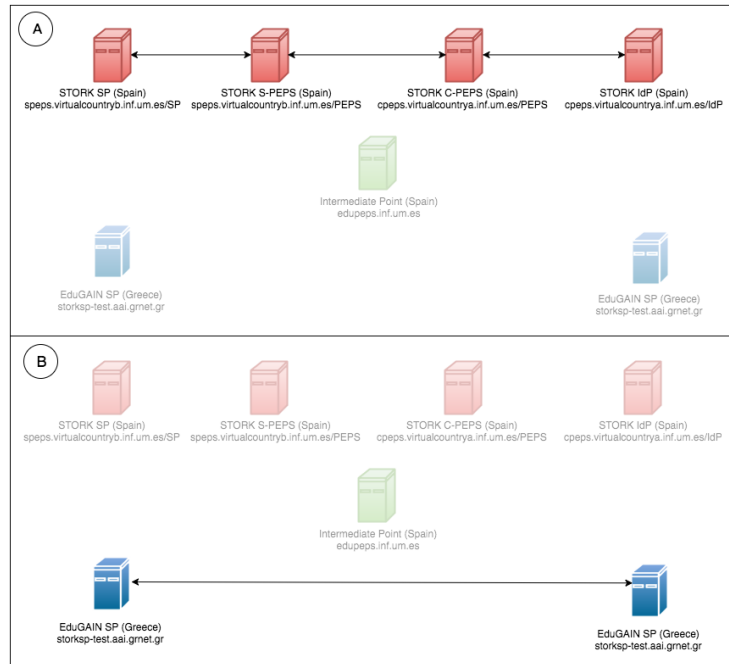 A
STORK SP (Spain)
speps.virtualcountryb.inf.um.es/SP
STORK S-PEPS (Spain)
speps.virtualcountryb.inf.um.es/PEPS
STORK C-PEPS (Spain)
cpeps.virtualcountrya.inf.um.es/PEPS
STORK IdP (Spain)
cpeps.virtualcountrya.inf.um.es/IdP
Intermediate Point (Spain)
edupeps.inf.um.es
EduGAIN SP (Greece)
storksp-test.aai.grnet.gr
EduGAIN SP (Greece)
storksp-test.aai.grnet.gr
B
STORK SP (Spain)
speps.virtualcountryb.inf.um.es/SP
STORK S-PEPS (Spain)
speps.virtualcountryb.inf.um.es/PEPS
STORK C-PEPS (Spain)
cpeps.virtualcountrya.inf.um.es/PEPS
STORK IdP (Spain)
cpeps.virtualcountrya.inf.um.es/IdP
Intermediate Point (Spain)
edupeps.inf.um.es
EduGAIN SP (Greece)
storksp-test.aai.grnet.gr
EduGAIN SP (Greece)
storksp-test.aai.grnet.gr